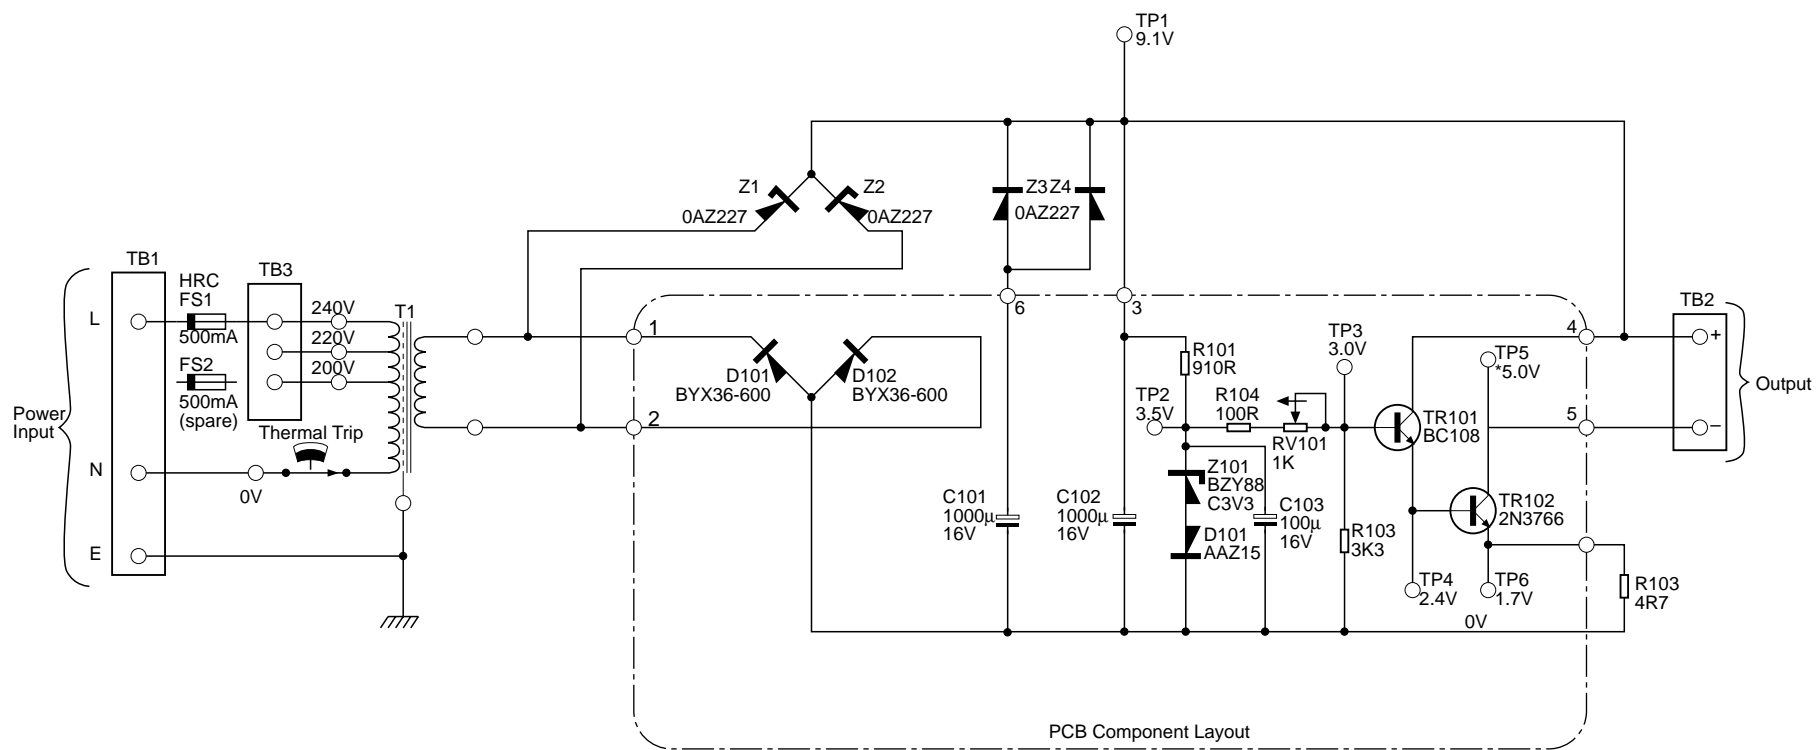 TP1
9.1V
Z1
0AZ227
Z2
0AZ227
Z3 Z4
0AZ227
TB1
HRC
FS1
500mA
FS2
500mA
(spare)
TB3
240V
220V
200V
T1
L
N
E
Power
Input
Thermal Trip
0V
1
2
D101
BYX36-600
D102
BYX36-600
6
3
C101
1000µ
16V
C102
1000µ
16V
R101
910R
TP2
3.5V
R104
100R
RV101
1K
Z101
BZY88
C3V3
D101
AAZ15
C103
100µ
16V
TP3
3.0V
R103
3K3
TR101
BC108
TP5
*5.0V
TR102
2N3766
TP4
2.4V
TP6
1.7V
0V
4
5
R103
4R7
TB2
+
−
Output
PCB Component Layout